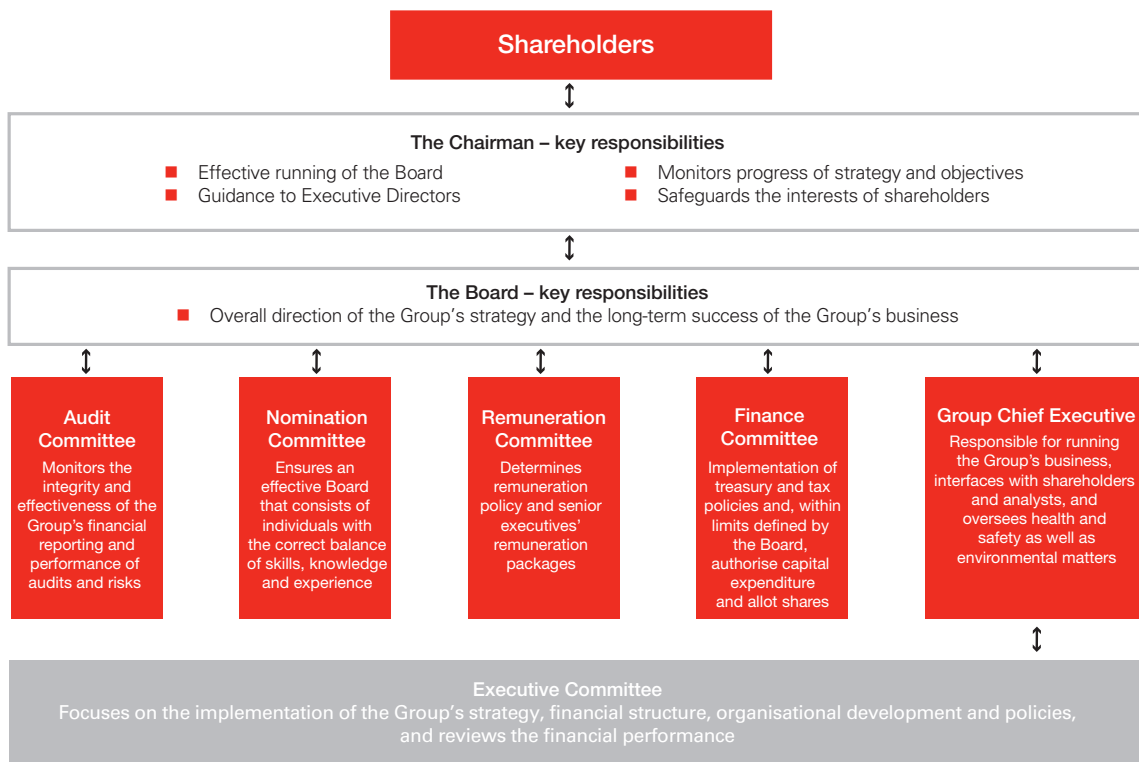 Shareholders
The Chairman – key responsibilities
Effective running of the Board
Guidance to Executive Directors
Monitors progress of strategy and objectives
Safeguards the interests of shareholders
The Board – key responsibilities
Overall direction of the Group's strategy and the long-term success of the Group's business
Audit
Committee
Monitors the
integrity and
effectiveness of the
Group's financial
reporting and
performance of
audits and risks
Nomination
Committee
Ensures an
effective Board
that consists of
individuals with
the correct balance
of skills, knowledge
and experience
Remuneration
Committee
Determines
remuneration
policy and senior
executives'
remuneration
packages
Finance
Committee
Implementation of
treasury and tax
policies and, within
limits defined by
the Board,
authorise capital
expenditure
and allot shares
Group Chief Executive
Responsible for running
the Group's business,
interfaces with shareholders
and analysts, and
oversees health and
safety as well as
environmental matters
Executive Committee
Focuses on the implementation of the Group's strategy, financial structure, organisational development and policies,
and reviews the financial performance